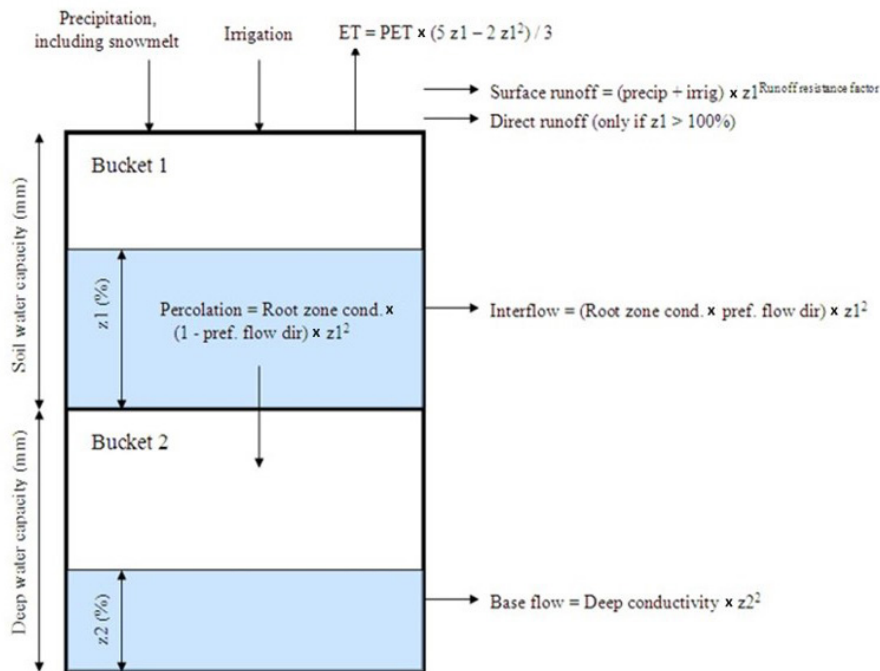 Precipitation,
including snowmelt
Irrigation
ET = PET x (5 z1 – 2 z1²) / 3
Surface runoff = (precip + irrig) x z1^Runoff resistance factor
Direct runoff (only if z1 > 100%)
Bucket 1
Soil water capacity (mm)
z1 (%)
Percolation = Root zone cond. x
(1 - pref. flow dir) x z1²
Interflow = (Root zone cond. x pref. flow dir) x z1²
Bucket 2
Deep water capacity (mm)
z2 (%)
Base flow = Deep conductivity x z2²